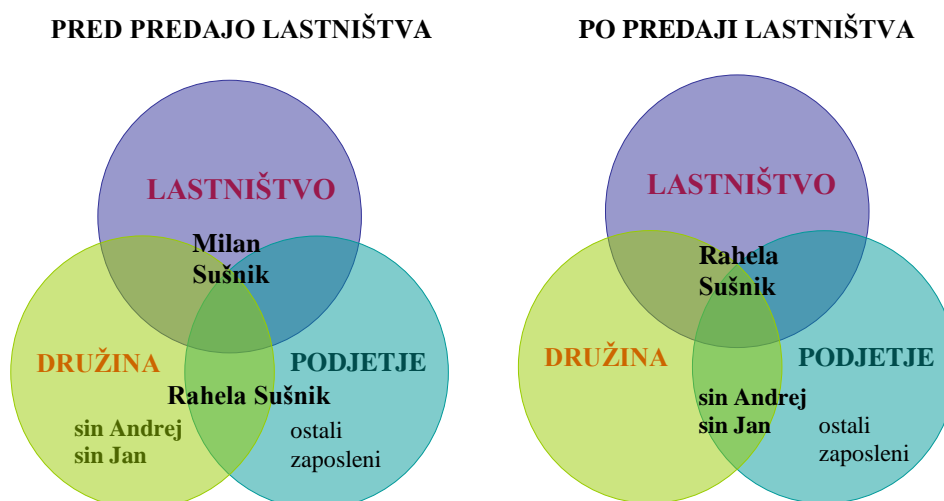 PRED PREDAJO LASTNIŠTVA
LASTNIŠTVO
Milan
Sušnik
DRUŽINA
PODJETJE
Rahela Sušnik
sin Andrej
sin Jan
ostali
zaposleni
PO PREDAJI LASTNIŠTVA
LASTNIŠTVO
Rahela
Sušnik
DRUŽINA
PODJETJE
sin Andrej
sin Jan
ostali
zaposleni